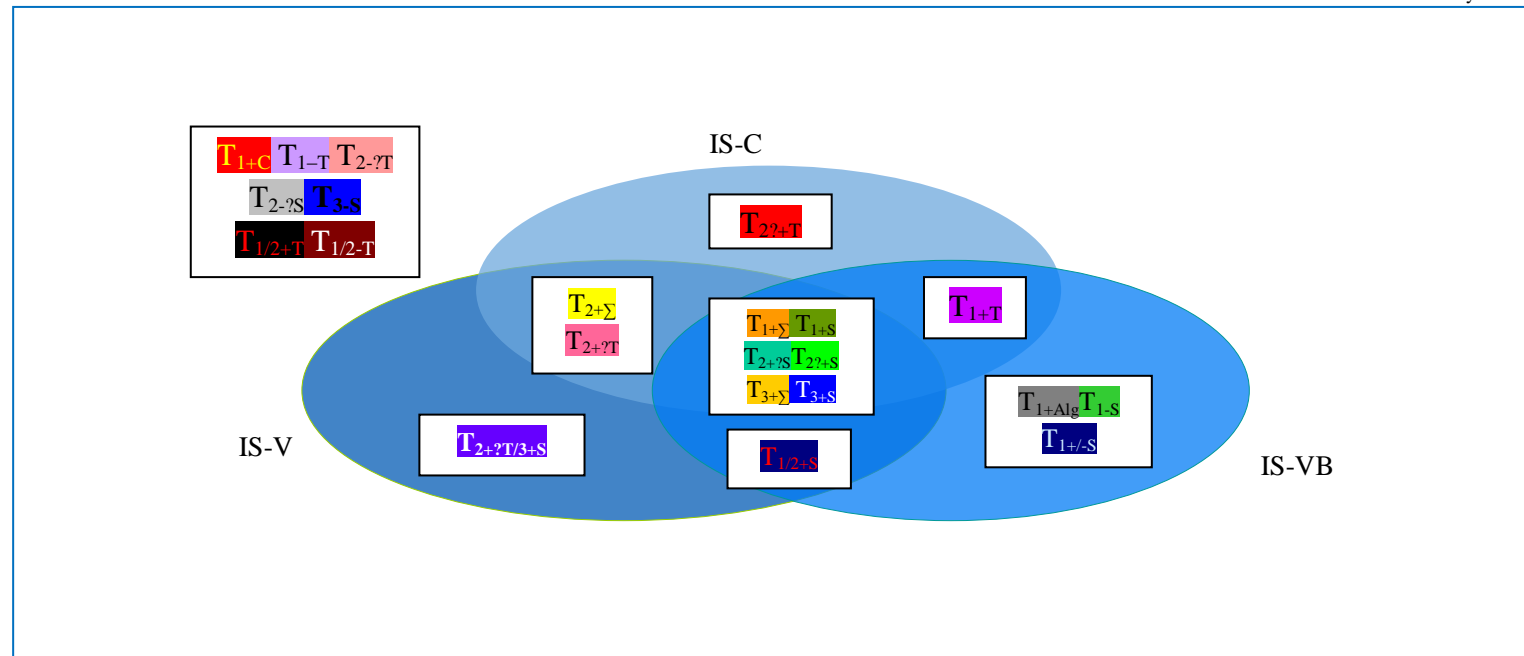 IS-C
T1+C T1–T T2-?T
T2-?S T3-S
T1/2+T T1/2-T
T2?+T
T2+∑
T2+?T
T1+T
T1+∑ T1+S
T2+?S T2?+S
T3+∑ T3+S
T1+Alg T1-S
T1+/-S
IS-V
T2+?T/3+S
T1/2+S
IS-VB